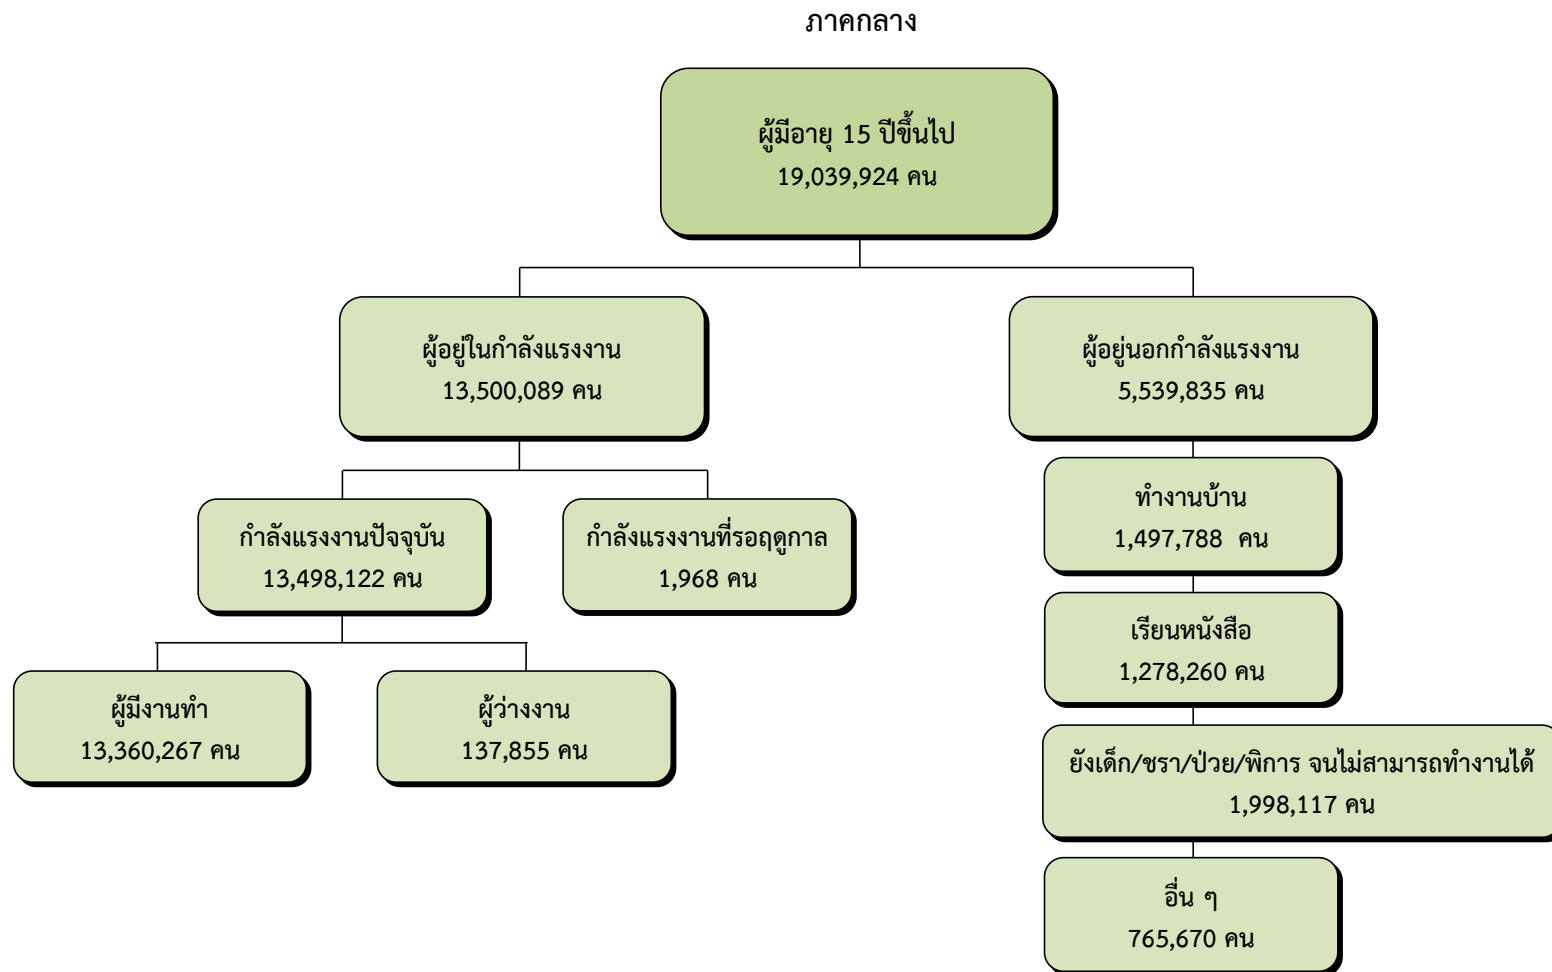 ภาคกลาง
ผู้มีอายุ 15 ปีขึ้นไป
19,039,924 คน
ผู้อยู่ในกำลังแรงงาน
13,500,089 คน
ผู้อยู่นอกกำลังแรงงาน
5,539,835 คน
กำลังแรงงานปัจจุบัน
13,498,122 คน
กำลังแรงงานที่รอฤดูกาล
1,968 คน
ผู้มีงานทำ
13,360,267 คน
ผู้ว่างงาน
137,855 คน
ทำงานบ้าน
1,497,788 คน
เรียนหนังสือ
1,278,260 คน
ยังเด็ก/ชรา/ป่วย/พิการ จนไม่สามารถทำงานได้
1,998,117 คน
อื่น ๆ
765,670 คน